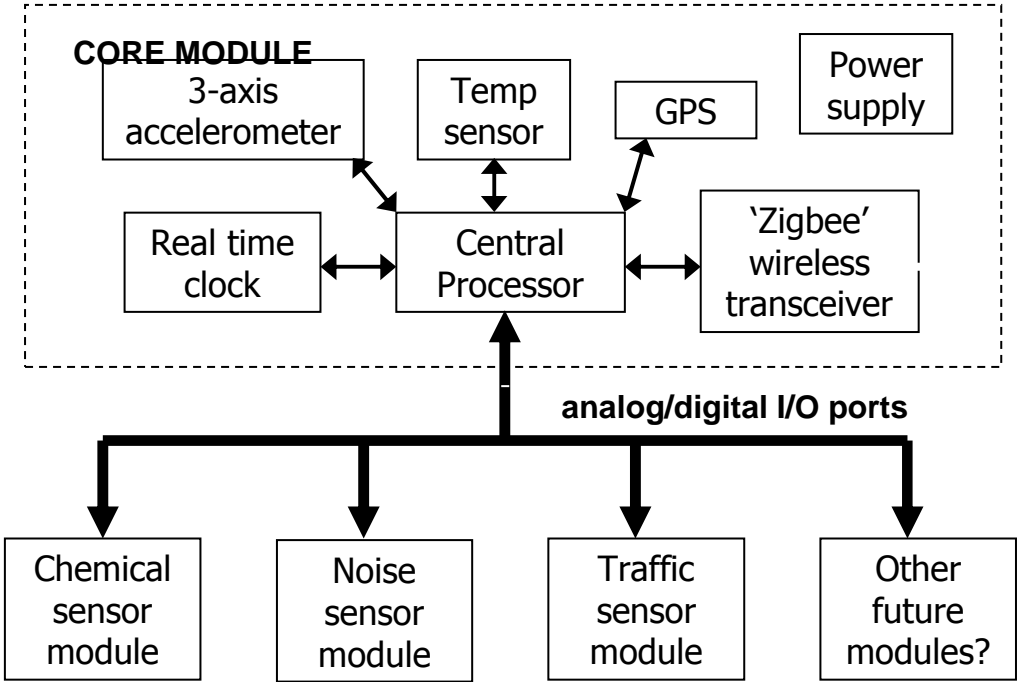 CORE MODULE
3-axis
accelerometer
Temp
sensor
GPS
Power
supply
Real time
clock
Central
Processor
‘Zigbee’
wireless
transceiver
analog/digital I/O ports
Chemical
sensor
module
Noise
sensor
module
Traffic
sensor
module
Other
future
modules?